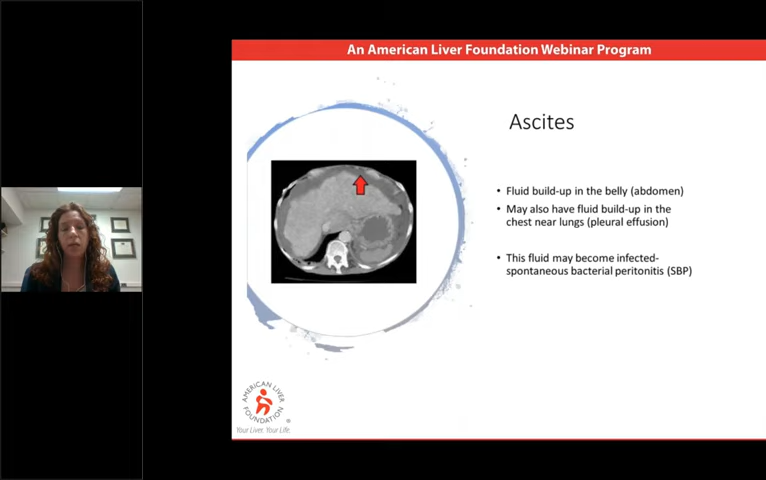 An American Liver Foundation Webinar Program
Ascites
• Fluid build-up in the belly (abdomen)
• May also have fluid build-up in the
chest near lungs (pleural effusion)
• This fluid may become infected-
spontaneous bacterial peritonitis (SBP)
AMERICAN LIVER
FOUNDATION
®
Your Liver. Your Life.